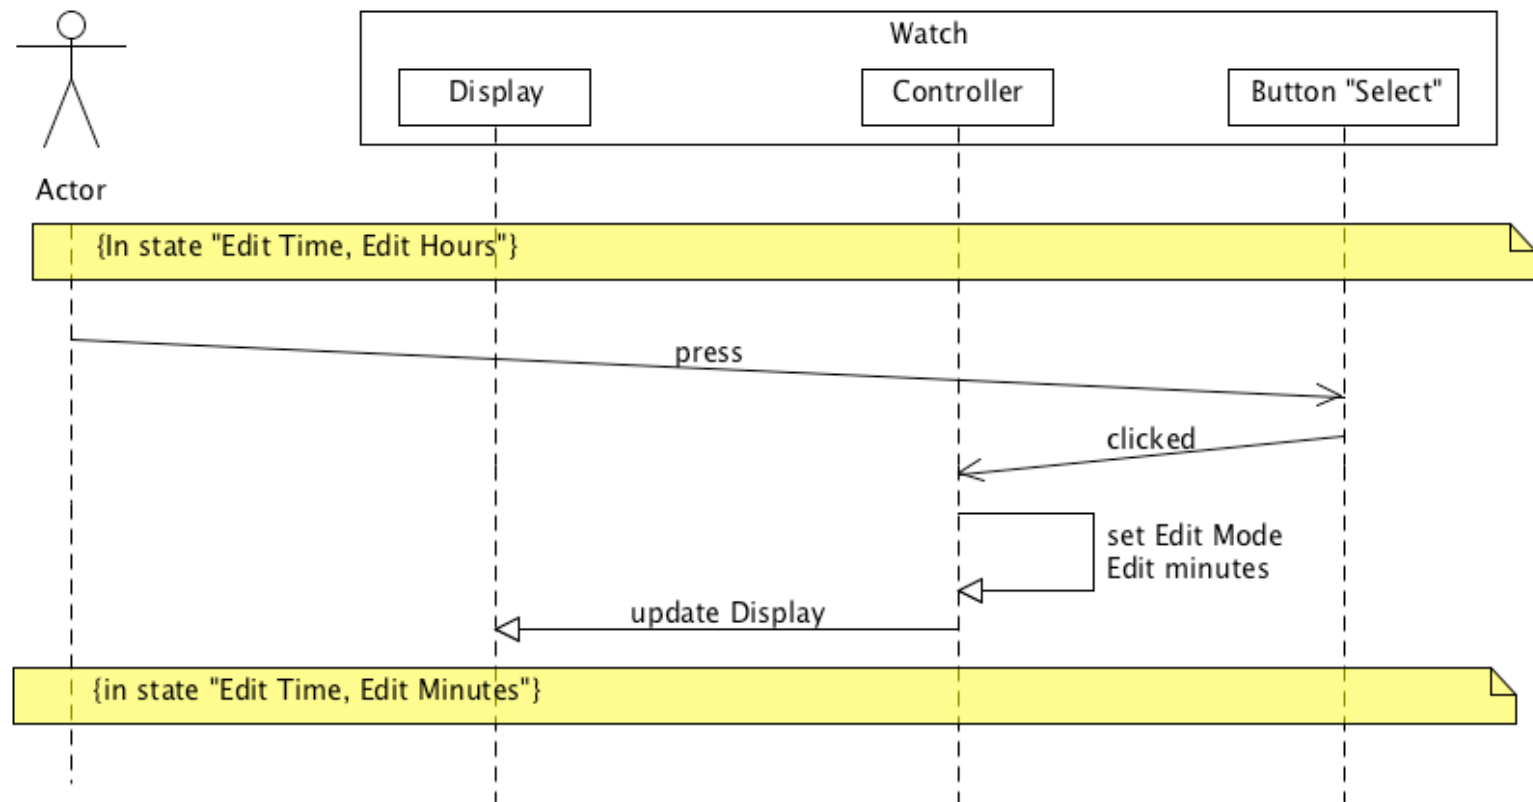 Watch
Display
Controller
Button "Select"
Actor
{In state "Edit Time, Edit Hours"}
press
clicked
set Edit Mode
Edit minutes
update Display
{in state "Edit Time, Edit Minutes"}